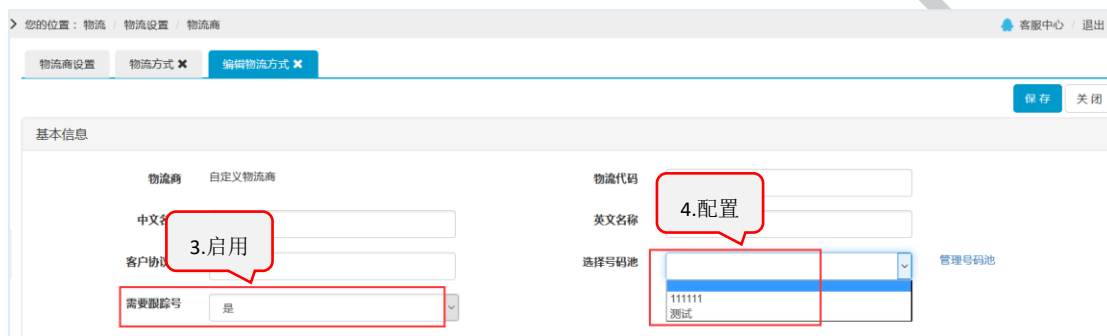 您的位置： 物流 / 物流设置 / 物流商 客服中心 / 退出
物流商设置 物流方式 ✖ 编辑物流方式 ✖
保 存 关 闭
基本信息
物流商 自定义物流商 物流代码
中文名 英文名称
4.配置
3.启用
客户协议 选择号码池 管理号码池
需要跟踪号 是
111111
测试